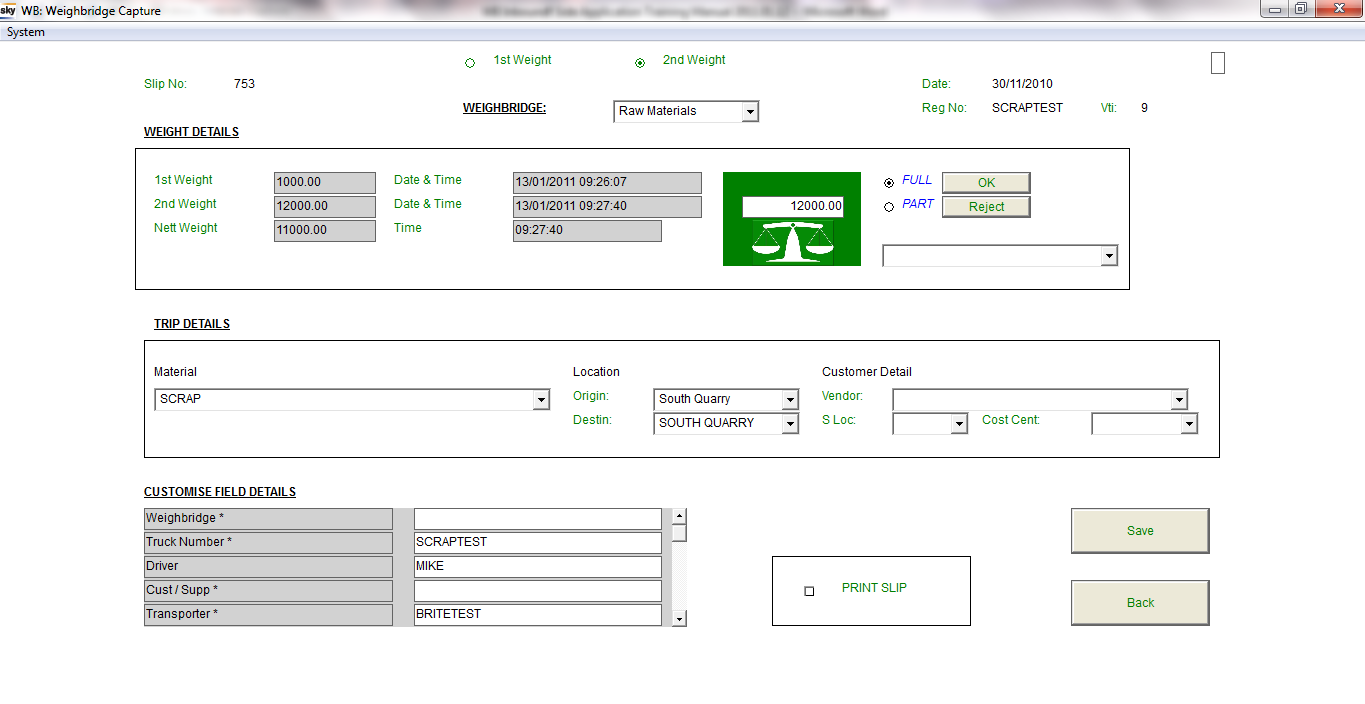 sky WB: Weighbridge Capture
System
1st Weight 2nd Weight
Slip No: 753 Date: 30/11/2010
WEIGHBRIDGE: Raw Materials Reg No: SCRAPTEST Vti: 9
WEIGHT DETAILS
1st Weight 1000.00 Date & Time 13/01/2011 09:26:07 FULL OK
2nd Weight 12000.00 Date & Time 13/01/2011 09:27:40 12000.00 PART Reject
Nett Weight 11000.00 Time 09:27:40
TRIP DETAILS
Material Location Customer Detail
SCRAP Origin: South Quarry Vendor:
Destin: SOUTH QUARRY S Loc: Cost Cent:
CUSTOMISE FIELD DETAILS
Weighbridge *
Truck Number * SCRAPTEST Save
Driver MIKE
Cust / Supp * PRINT SLIP
Transporter * BRITETEST Back